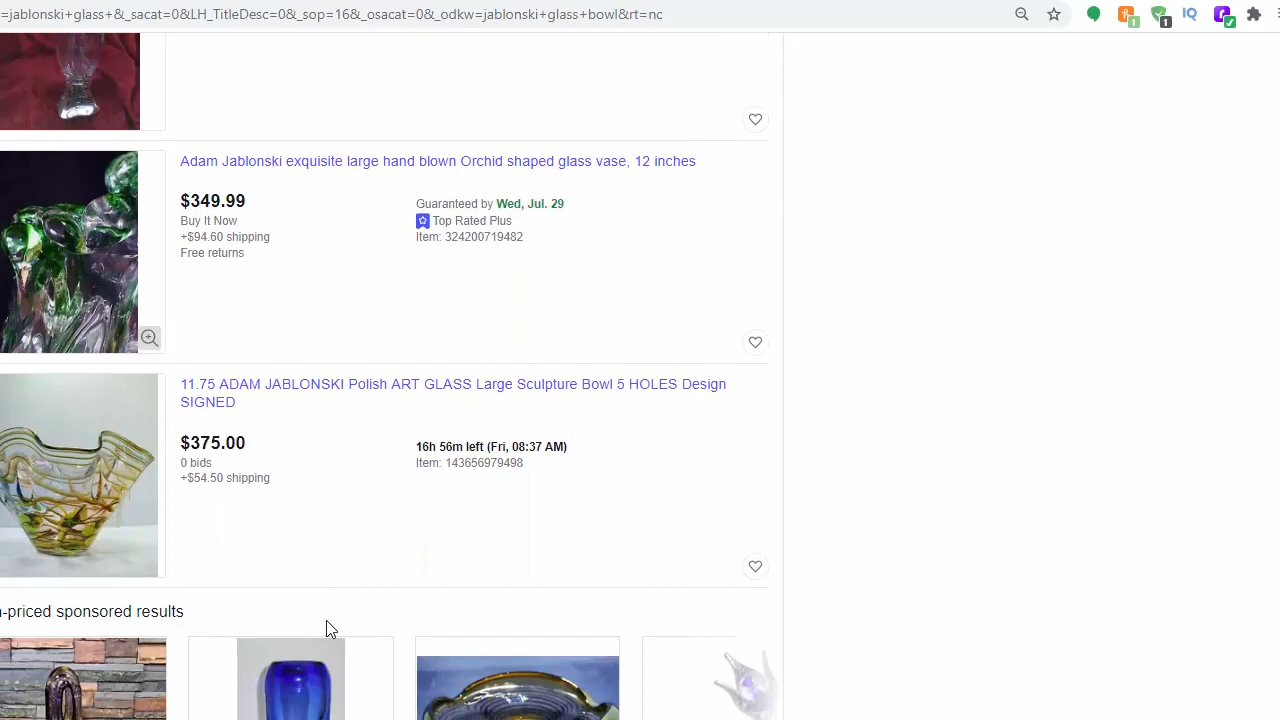 =jablonski+glass+&_sacat=0&LH_TitleDesc=0&_sop=16&_osacat=0&_odkw=jablonski+glass+bowl&rt=nc
1
1
IQ
Adam Jablonski exquisite large hand blown Orchid shaped glass vase, 12 inches
$349.99
Buy It Now
+$94.60 shipping
Free returns
Guaranteed by Wed, Jul. 29
Top Rated Plus
Item: 324200719482
11.75 ADAM JABLONSKI Polish ART GLASS Large Sculpture Bowl 5 HOLES Design
SIGNED
$375.00
0 bids
+$54.50 shipping
16h 56m left (Fri, 08:37 AM)
Item: 143656979498
-priced sponsored results